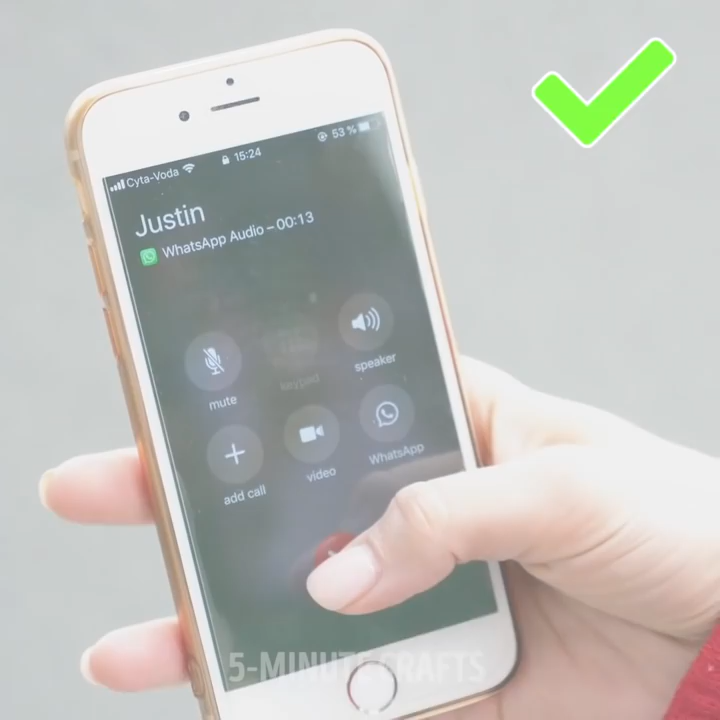 Cyta-Voda 15:24 53 %
Justin
WhatsApp Audio – 00:13
mute keypad speaker
add call video WhatsApp
5-MINUTE CRAFTS